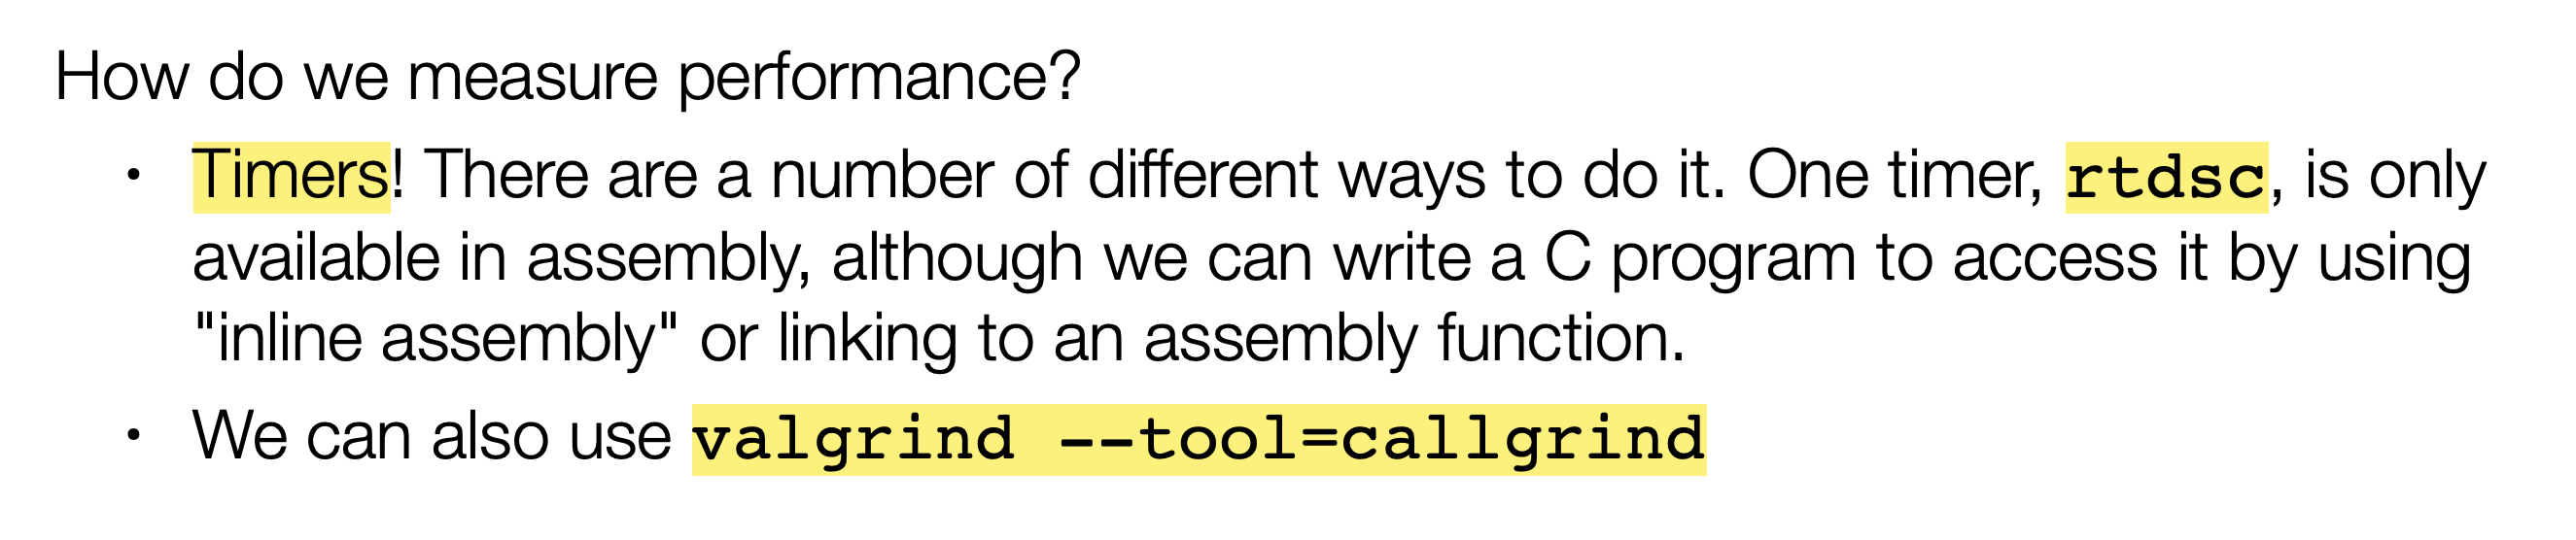 How do we measure performance?
• Timers! There are a number of different ways to do it. One timer, rtdsc, is only
available in assembly, although we can write a C program to access it by using
"inline assembly" or linking to an assembly function.
• We can also use valgrind --tool=callgrind